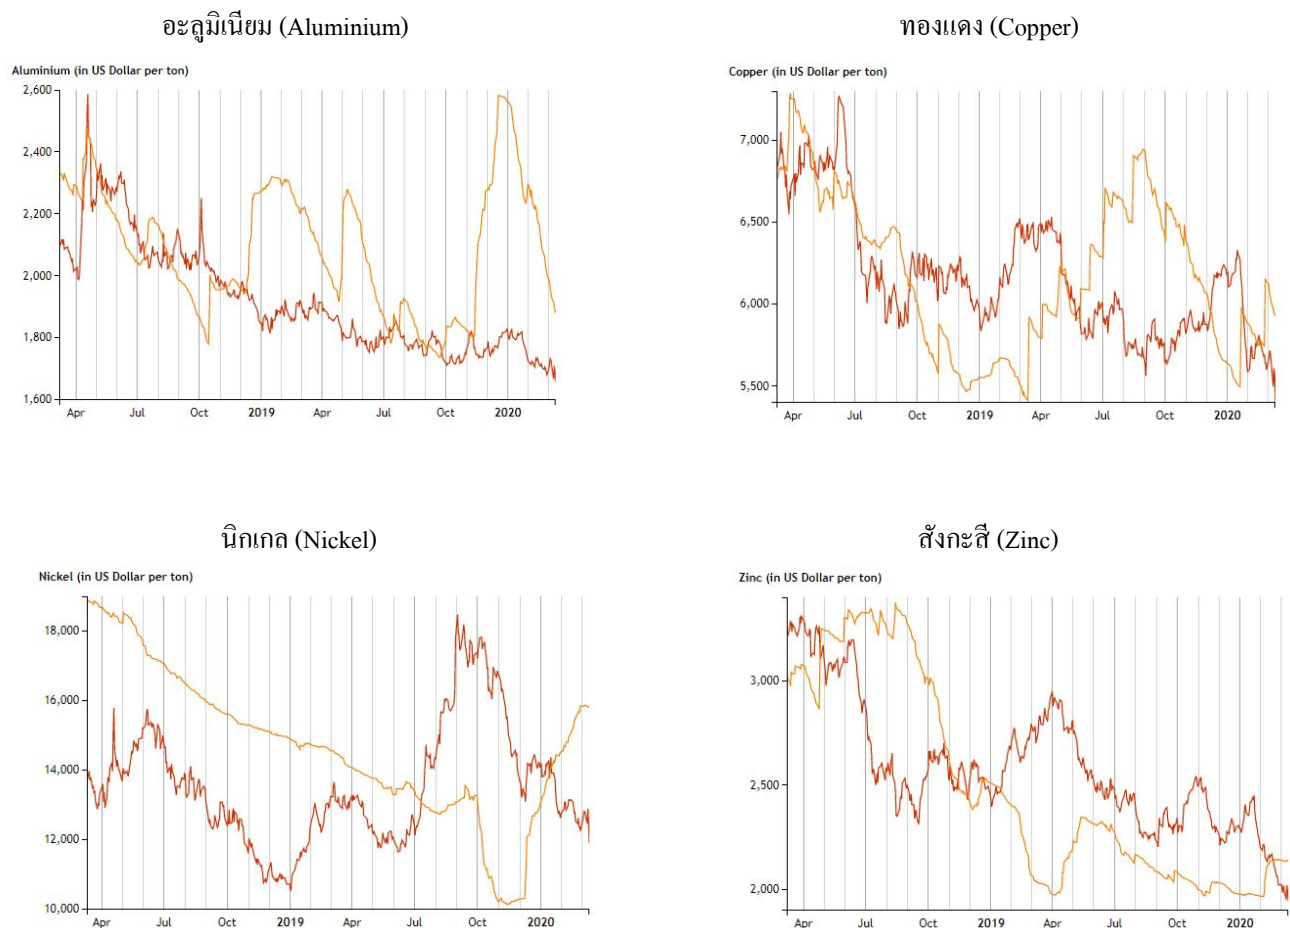 อะลูมิเนียม (Aluminium)
Aluminium (in US Dollar per ton)
2,600
2,400
2,200
2,000
1,800
1,600
Apr Jul Oct 2019 Apr Jul Oct 2020
ทองแดง (Copper)
Copper (in US Dollar per ton)
7,000
6,500
6,000
5,500
Apr Jul Oct 2019 Apr Jul Oct 2020
นิกเกล (Nickel)
Nickel (in US Dollar per ton)
18,000
16,000
14,000
12,000
10,000
Apr Jul Oct 2019 Apr Jul Oct 2020
สังกะสี (Zinc)
Zinc (in US Dollar per ton)
3,000
2,500
2,000
Apr Jul Oct 2019 Apr Jul Oct 2020